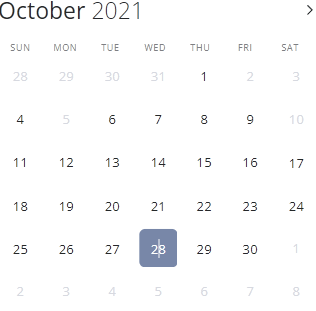 October 2021
SUN MON TUE WED THU FRI SAT
28 29 30 31 1 2 3
4 5 6 7 8 9 10
11 12 13 14 15 16 17
18 19 20 21 22 23 24
25 26 27 28 29 30 1
2 3 4 5 6 7 8